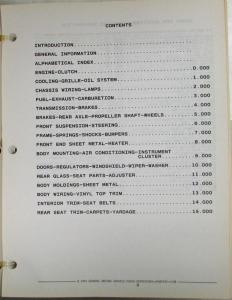 CONTENTS
INTRODUCTION
GENERAL INFORMATION
ALPHABETICAL INDEX
ENGINE-CLUTCH 0.000
COOLING-GRILLE-OIL SYSTEM 1.000
CHASSIS WIRING-LAMPS 2.000
FUEL-EXHAUST-CARBURETION 3.000
TRANSMISSION-BRAKES 4.000
BRAKES-REAR AXLE-PROPELLER SHAFT-WHEELS 5.000
FRONT SUSPENSION-STEERING 6.000
FRAME-SPRINGS-SHOCKS-BUMPERS 7.000
FRONT END SHEET METAL-HEATER 8.000
BODY MOUNTING-AIR CONDITIONING-INSTRUMENT
CLUSTER 9.000
DOORS-REGULATORS-WINDSHIELD-WIPER-WASHER 10.000
REAR GLASS-SEAT PARTS-ADJUSTER 11.000
BODY MOLDINGS-SHEET METAL 12.000
BODY WIRING-VINYL TOP TRIM 13.000
INTERIOR TRIM-SEAT BELTS 14.000
REAR SEAT TRIM-CARPETS-YARDAGE 15.000